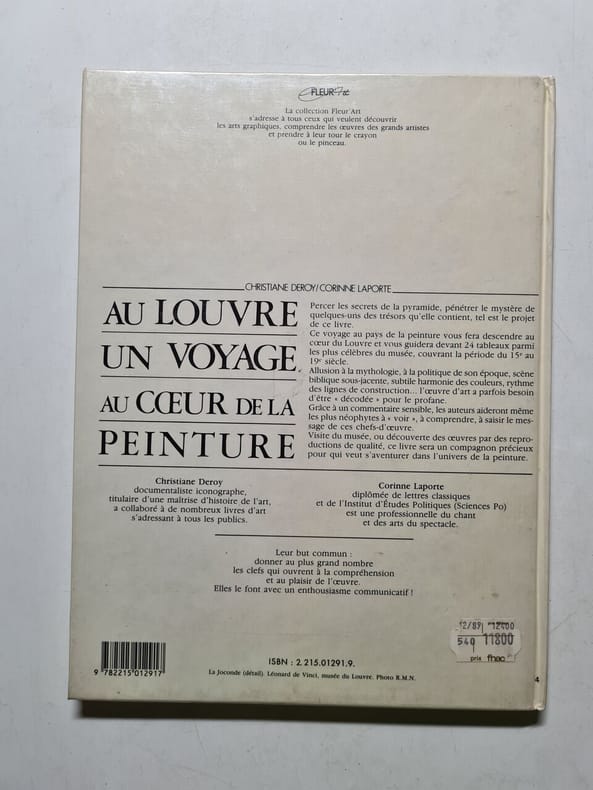 FLEUR'Art
La collection Fleur'Art
s'adresse à tous ceux qui veulent découvrir
les arts graphiques, comprendre les œuvres des grands artistes
et prendre à leur tour le crayon
ou le pinceau.
CHRISTIANE DEROY/CORINNE LAPORTE
AU LOUVRE
UN VOYAGE
AU CŒUR DE LA
PEINTURE
Percer les secrets de la pyramide, pénétrer le mystère de
quelques-uns des trésors qu'elle contient, tel est le projet
de ce livre.
Ce voyage au pays de la peinture vous fera descendre au
cœur du Louvre et vous guidera devant 24 tableaux parmi
les plus célèbres du musée, couvrant la période du 15e au
19e siècle.
Allusion à la mythologie, à la politique de son époque, scène
biblique sous-jacente, subtile harmonie des couleurs, rythme
des lignes de construction... l'œuvre d'art a parfois besoin
d'être « décodée » pour le profane.
Grâce à un commentaire sensible, les auteurs aideront même
les plus néophytes à « voir », à comprendre, à saisir le mes-
sage de ces chefs-d'œuvre.
Visite du musée, ou découverte des œuvres par des repro-
ductions de qualité, ce livre sera un compagnon précieux
pour qui veut s'aventurer dans l'univers de la peinture.
Christiane Deroy
documentaliste iconographe,
titulaire d'une maîtrise d'histoire de l'art,
a collaboré à de nombreux livres d'art
s'adressant à tous les publics.
Corinne Laporte
diplômée de lettres classiques
et de l'Institut d'Études Politiques (Sciences Po)
est une professionnelle du chant
et des arts du spectacle.
Leur but commun :
donner au plus grand nombre
les clefs qui ouvrent à la compréhension
et au plaisir de l'œuvre.
Elles le font avec un enthousiasme communicatif !
12/89 12400
540 11800
prix fnac
9 782215 012917
ISBN : 2.215.01291.9.
La Joconde (détail). Léonard de Vinci, musée du Louvre. Photo R.M.N.
4